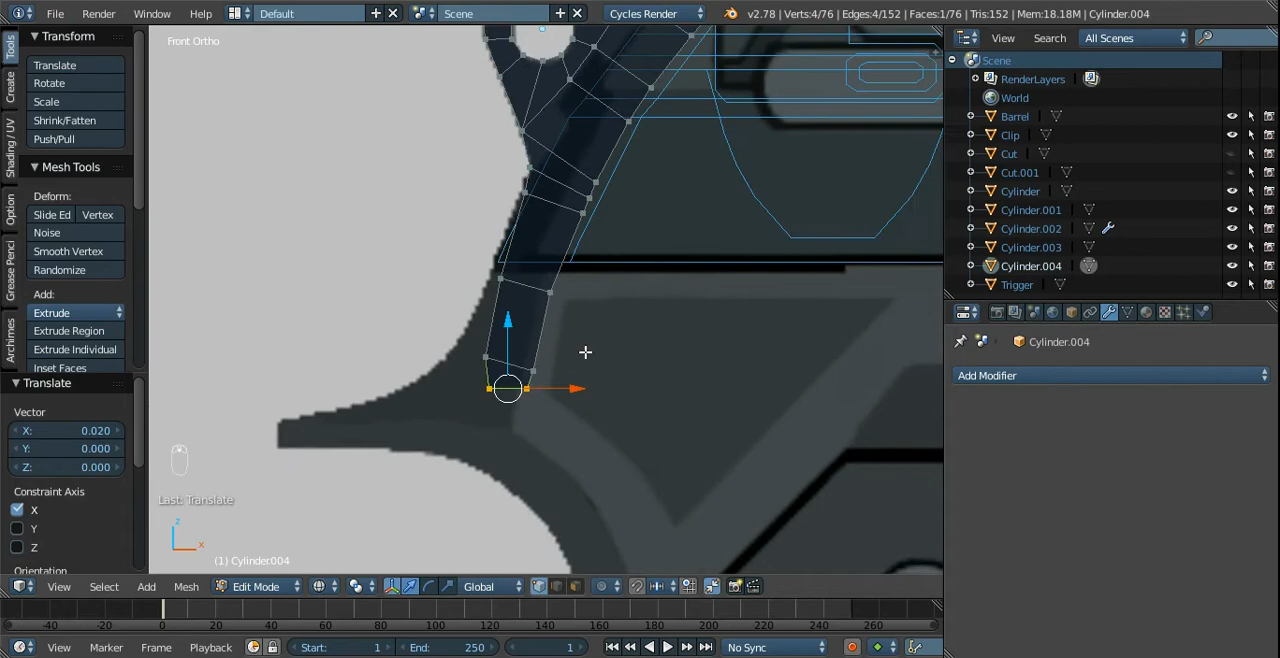 File Render Window Help Default Scene Cycles Render v2.78 | Verts:4/76 | Edges:4/152 | Faces:1/76 | Tris:152 | Mem:18.18M | Cylinder.004
Tools
Create
Shading / UV
Option
Grease Penci
Archimes
Transform
Translate
Rotate
Scale
Shrink/Fatten
Push/Pull
Mesh Tools
Deform:
Slide Ed Vertex
Noise
Smooth Vertex
Randomize
Add:
Extrude
Extrude Region
Extrude Individual
Inset Faces
Translate
Vector
X: 0.020
Y: 0.000
Z: 0.000
Constraint Axis
X
Y
Z
Orientation
Front Ortho
Last: Translate
z
x
(1) Cylinder.004
View Select Add Mesh Edit Mode Global
-40 -20 0 20 40 60 80 100 120 140 160 180 200 220 240 260
View Marker Frame Playback Start: 1 End: 250 1 No Sync
View Search All Scenes
Scene
RenderLayers
World
Barrel
Clip
Cut
Cut.001
Cylinder
Cylinder.001
Cylinder.002
Cylinder.003
Cylinder.004
Trigger
Cylinder.004
Add Modifier